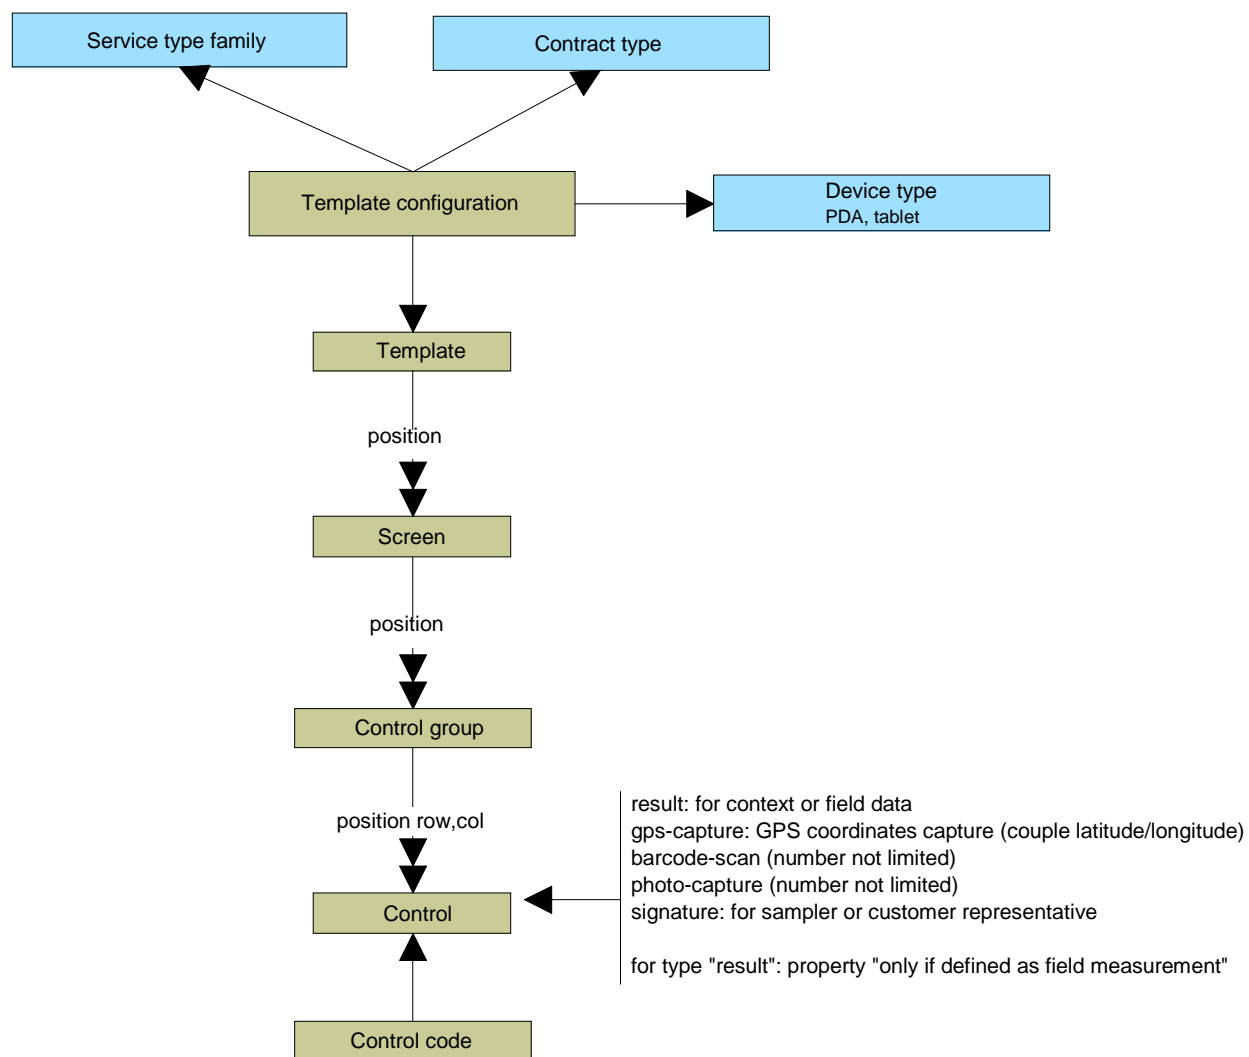 Service type family
Contract type
Template configuration
Device type
PDA, tablet
Template
position
Screen
position
Control group
position row,col
result: for context or field data
gps-capture: GPS coordinates capture (couple latitude/longitude)
barcode-scan (number not limited)
photo-capture (number not limited)
signature: for sampler or customer representative
for type "result": property "only if defined as field measurement"
Control
Control code